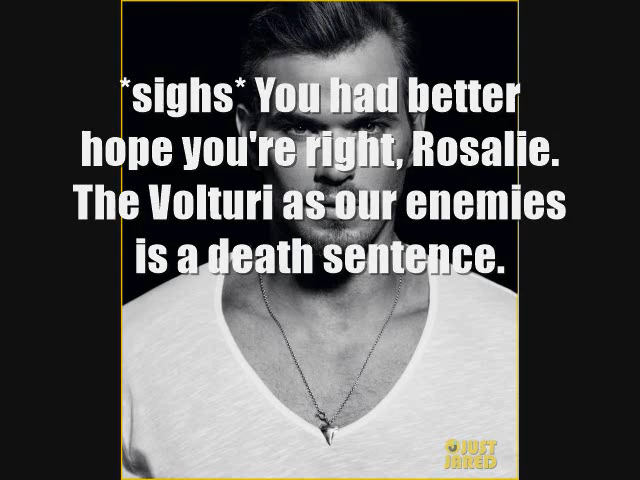 *sighs* You had better
hope you're right, Rosalie.
The Volturi as our enemies
is a death sentence.
JUST
JARED